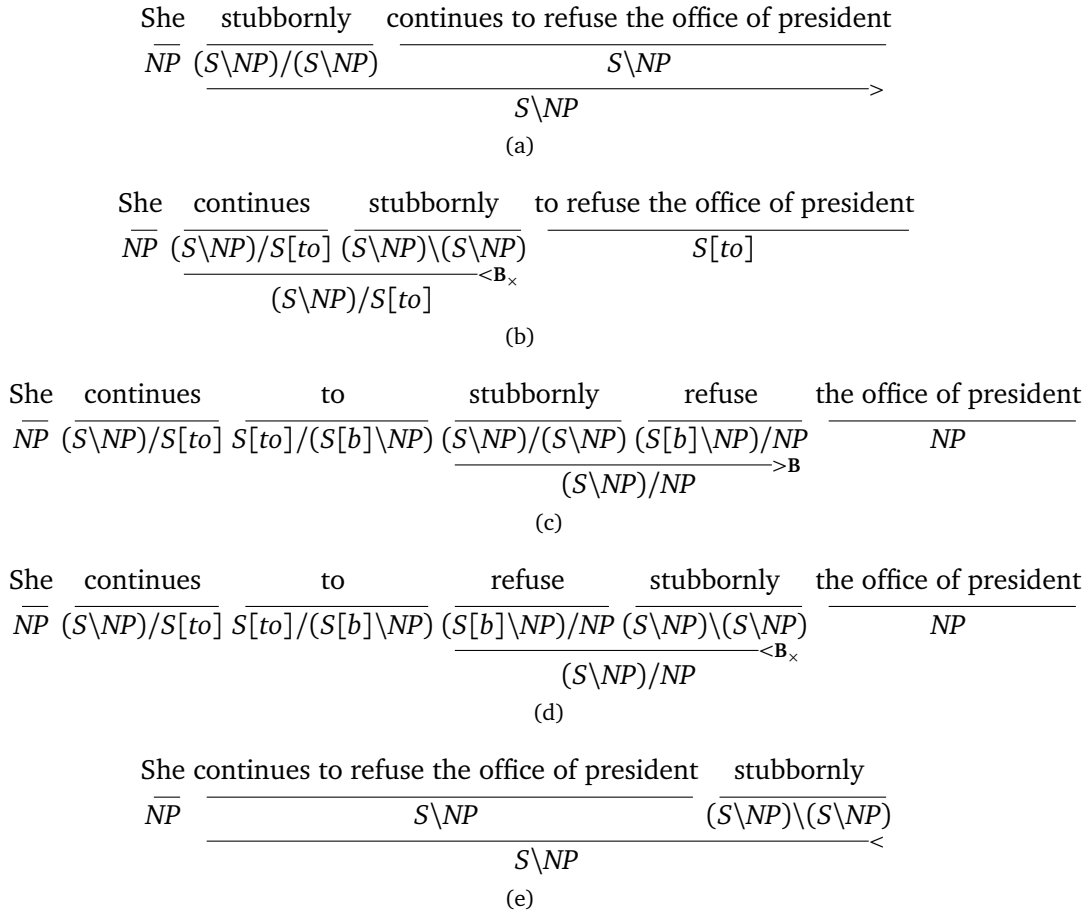 She stubbornly continues to refuse the office of president
NP (S\NP)/(S\NP) S\NP
>
S\NP
(a)
She continues stubbornly to refuse the office of president
NP (S\NP)/S[to] (S\NP)\(S\NP) S[to]
<B×
(S\NP)/S[to]
(b)
She continues to stubbornly refuse the office of president
NP (S\NP)/S[to] S[to]/(S[b]\NP) (S\NP)/(S\NP) (S[b]\NP)/NP NP
>B
(S\NP)/NP
(c)
She continues to refuse stubbornly the office of president
NP (S\NP)/S[to] S[to]/(S[b]\NP) (S[b]\NP)/NP (S\NP)\(S\NP) NP
<B×
(S\NP)/NP
(d)
She continues to refuse the office of president stubbornly
NP S\NP (S\NP)\(S\NP)
<
S\NP
(e)